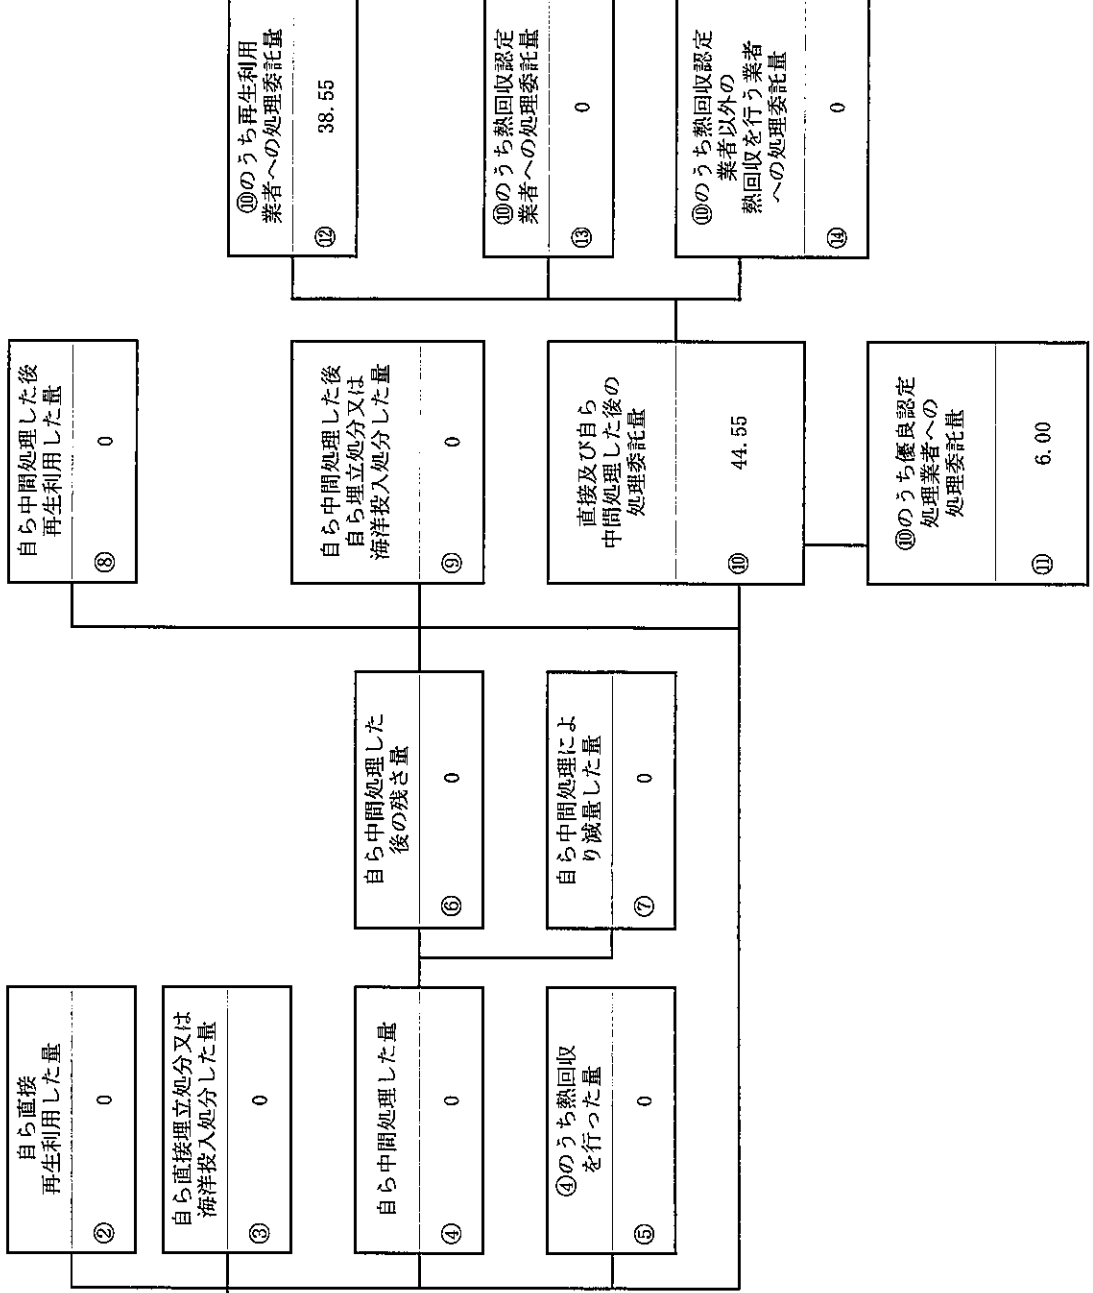 自ら直接
再生利用した量
②
0
自ら直接埋立処分又は
海洋投入処分した量
③
0
自ら中間処理した量
④
0
④のうち熱回収
を行った量
⑤
0
自ら中間処理した
後の残さ量
⑥
0
自ら中間処理によ
り減量した量
⑦
0
自ら中間処理した後
再生利用した量
⑧
0
自ら中間処理した後
自ら埋立処分又は
海洋投入処分した量
⑨
0
直接及び自ら
中間処理した後の
処理委託量
⑩
44.55
⑩のうち優良認定
処理業者への
処理委託量
⑪
6.00
⑩のうち再生利用
業者への処理委託量
⑫
38.55
⑩のうち熱回収認定
業者への処理委託量
⑬
0
⑩のうち熱回収認定
業者以外の
熱回収を行う業者
への処理委託量
⑭
0